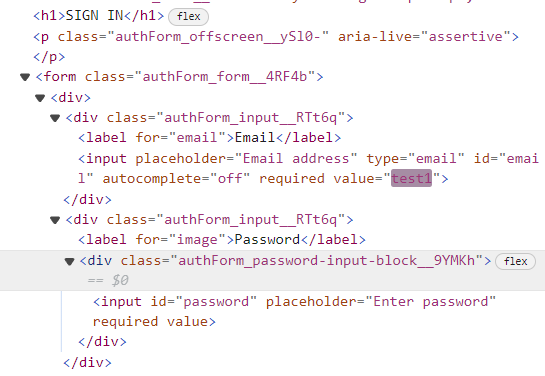 <h1>SIGN IN</h1> flex
<p class="authForm_offscreen__ySl0-" aria-live="assertive">
</p>
<form class="authForm_form__4RF4b">
<div>
<div class="authForm_input__RTt6q">
<label for="email">Email</label>
<input placeholder="Email address" type="email" id="emai
l" autocomplete="off" required value="test1">
</div>
<div class="authForm_input__RTt6q">
<label for="image">Password</label>
<div class="authForm_password-input-block__9YMKh"> flex
== $0
<input id="password" placeholder="Enter password"
required value>
</div>
</div>